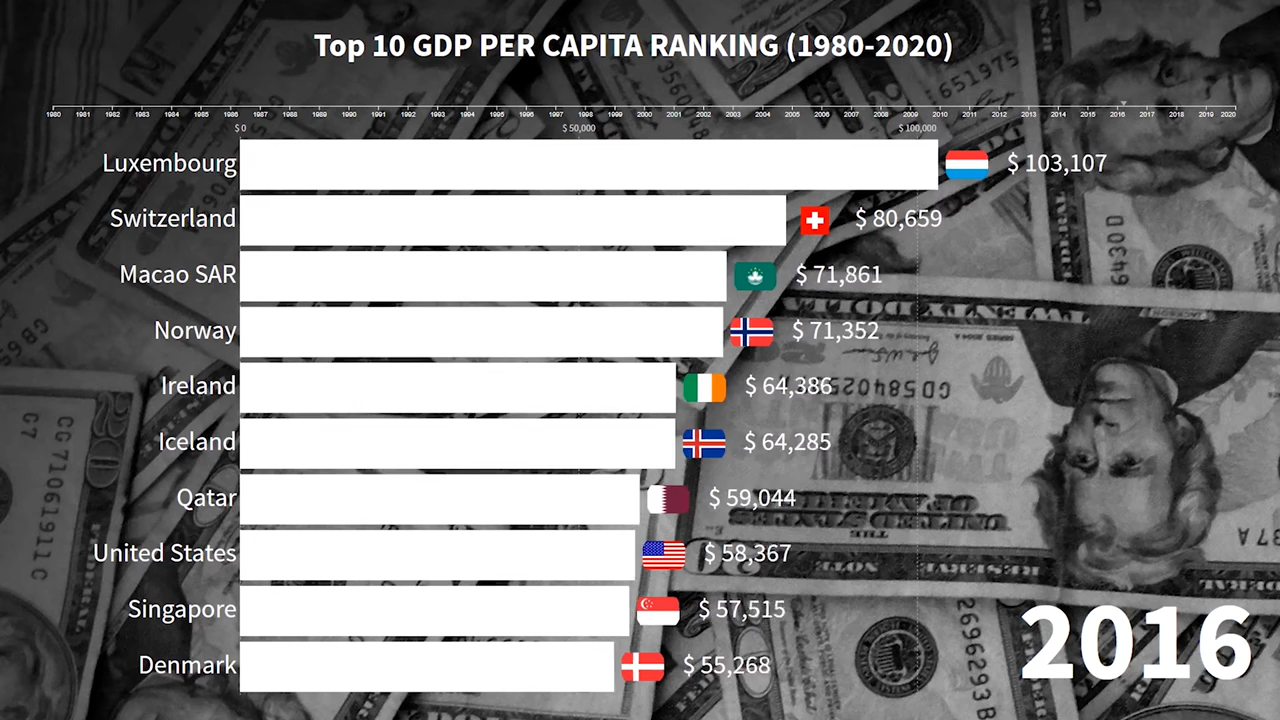 Top 10 GDP PER CAPITA RANKING (1980-2020)
1980 1981 1982 1983 1984 1985 1986 1987 1988 1989 1990 1991 1992 1993 1994 1995 1996 1997 1998 1999 2000 2001 2002 2003 2004 2005 2006 2007 2008 2009 2010 2011 2012 2013 2014 2015 2016 2017 2018 2019 2020
$ 0 $ 50,000 $ 100,000
Luxembourg $ 103,107
Switzerland $ 80,659
Macao SAR $ 71,861
Norway $ 71,352
Ireland $ 64,386
Iceland $ 64,285
Qatar $ 59,044
United States $ 58,367
Singapore $ 57,515
Denmark $ 55,268
2016